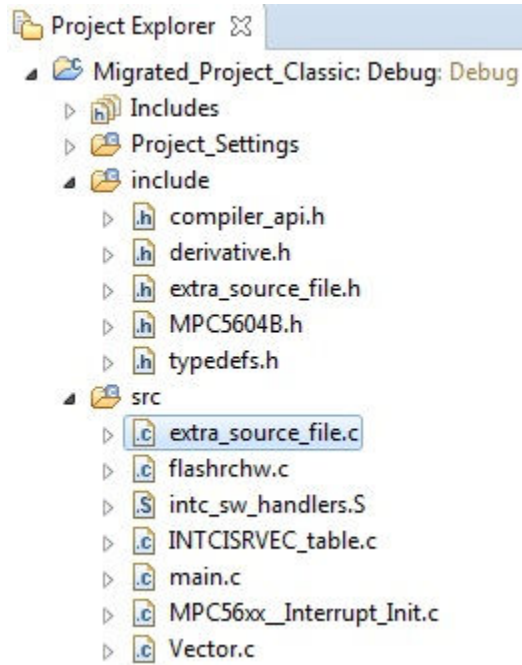 Project Explorer
Migrated_Project_Classic: Debug: Debug
Includes
Project_Settings
include
.h compiler_api.h
.h derivative.h
.h extra_source_file.h
.h MPC5604B.h
.h typedefs.h
src
.c extra_source_file.c
.c flashrchw.c
.S intc_sw_handlers.S
.c INTCISRVEC_table.c
.c main.c
.c MPC56xx__Interrupt_Init.c
.c Vector.c